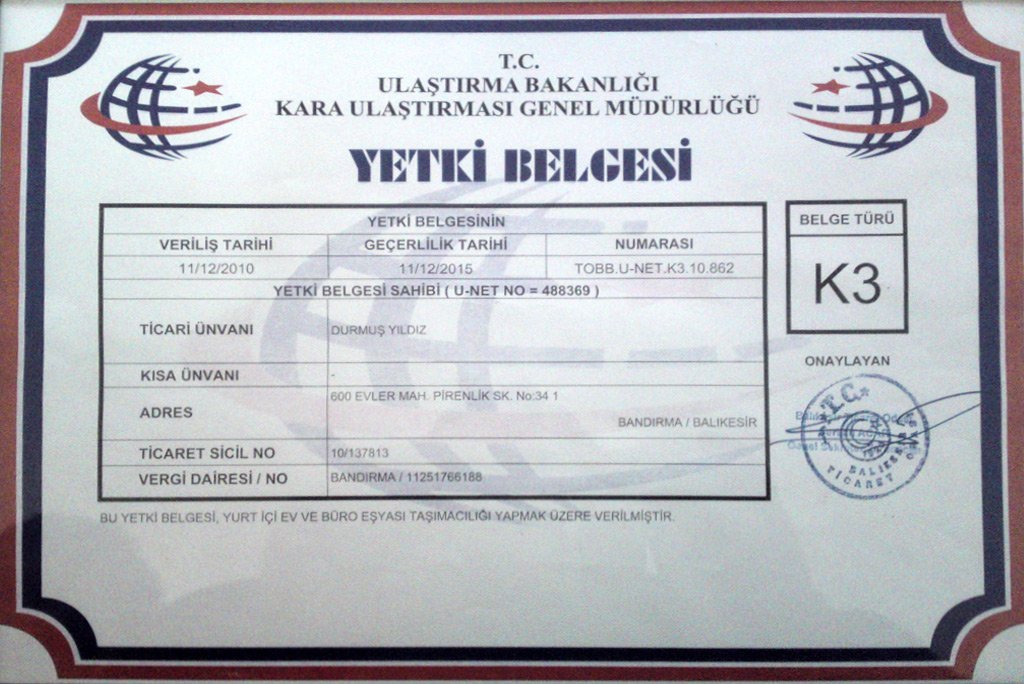 T.C.
ULAŞTIRMA BAKANLIĞI
KARA ULAŞTIRMASI GENEL MÜDÜRLÜĞÜ
YETKİ BELGESİ
YETKİ BELGESİNİN
VERİLİŞ TARİHİ GEÇERLİLİK TARİHİ NUMARASI
11/12/2010 11/12/2015 TOBB.U-NET.K3.10.862
YETKİ BELGESİ SAHİBİ ( U-NET NO = 488369 )
TİCARİ ÜNVANI DURMUŞ YILDIZ
KISA ÜNVANI -
ADRES 600 EVLER MAH. PİRENLİK SK. No:34 1
BANDIRMA / BALIKESİR
TİCARET SİCİL NO 10/137813
VERGİ DAİRESİ / NO BANDIRMA / 11251766188
BU YETKİ BELGESİ, YURT İÇİ EV VE BÜRO EŞYASI TAŞIMACILIĞI YAPMAK ÜZERE VERİLMİŞTİR.
BELGE TÜRÜ
K3
ONAYLAYAN
T.C.
BALIKESİR
TİCARET